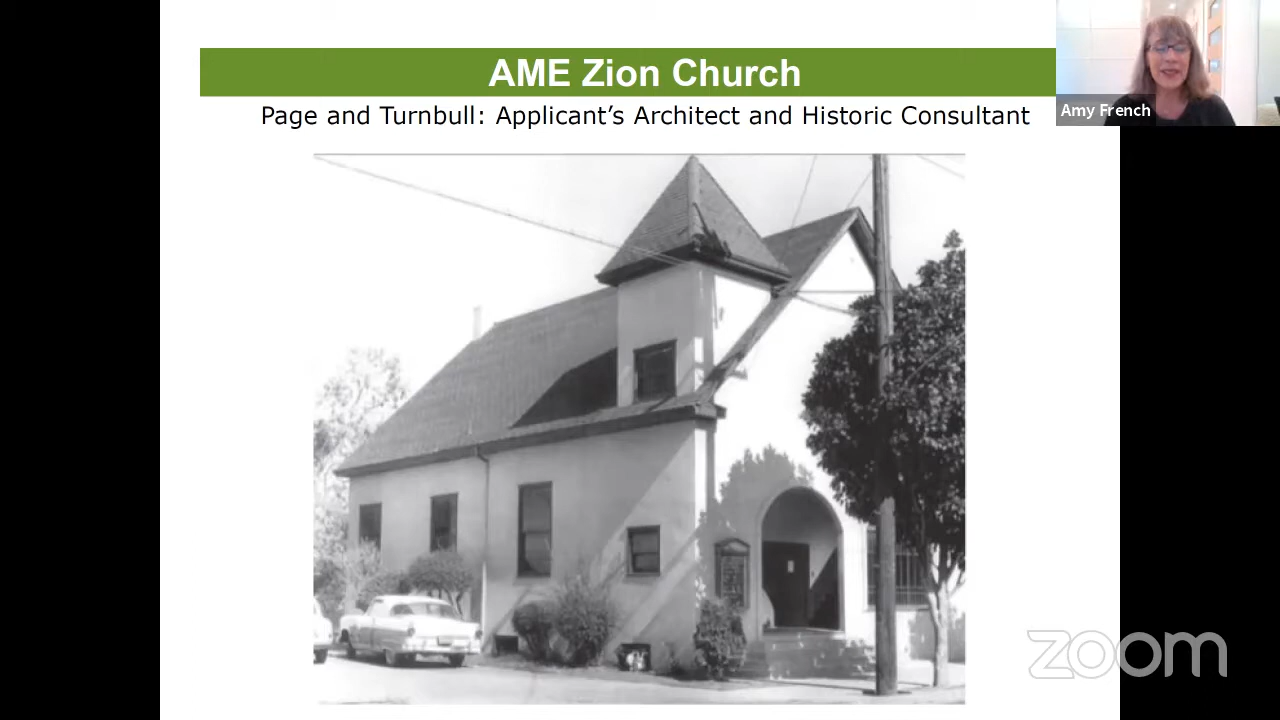 AME Zion Church
Page and Turnbull: Applicant's Architect and Historic Consultant
Amy French
zoom